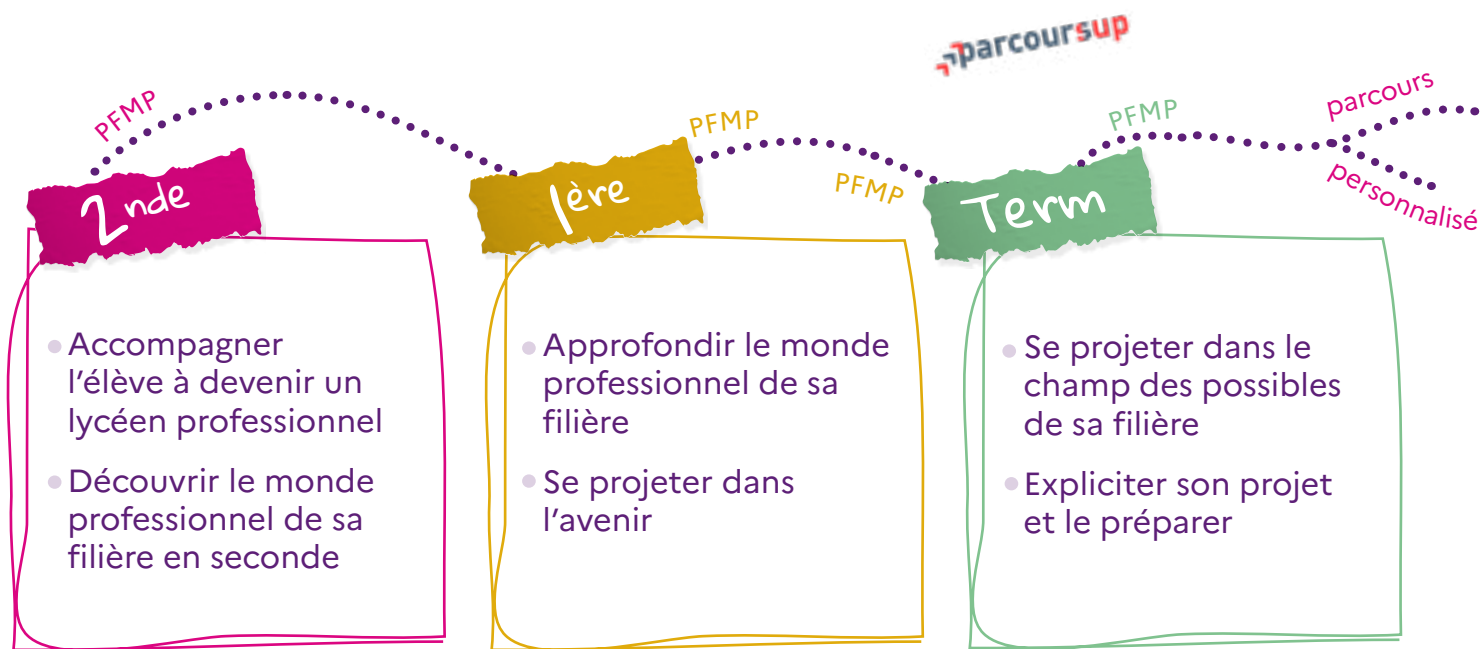 parcoursup
PFMP
PFMP
PFMP
PFMP
parcours
personnalisé
2nde
Accompagner
l'élève à devenir un
lycéen professionnel
Découvrir le monde
professionnel de sa
filière en seconde
1ère
Approfondir le monde
professionnel de sa
filière
Se projeter dans
l'avenir
Term
Se projeter dans le
champ des possibles
de sa filière
Expliciter son projet
et le préparer